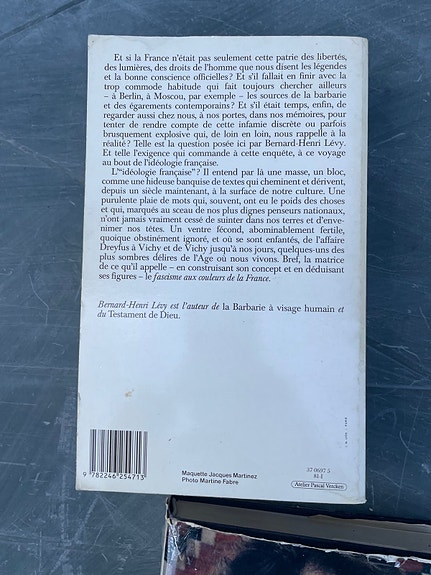 Et si la France n'était pas seulement cette patrie des libertés,
des lumières, des droits de l'homme que nous disent les légendes
et la bonne conscience officielles? Et s'il fallait en finir avec la
trop commode habitude qui fait toujours chercher ailleurs
– à Berlin, à Moscou, par exemple – les sources de la barbarie
et des égarements contemporains? Et s'il était temps, enfin, de
regarder aussi chez nous, à nos portes, dans nos mémoires, pour
tenter de rendre compte de cette infamie discrète ou parfois
brusquement explosive qui, de loin en loin, nous rappelle à la
réalité? Telle est la question posée ici par Bernard-Henri Lévy.
Et telle l'exigence qui commande à cette enquête, à ce voyage
au bout de l'idéologie française.
L'"idéologie française"? Il entend par là une masse, un bloc,
comme une hideuse banquise de textes qui cheminent et dérivent,
depuis un siècle maintenant, à la surface de notre culture. Une
purulente plaie de mots qui, souvent, ont eu le poids des choses
et qui, marqués au sceau de nos plus dignes penseurs nationaux,
n'ont jamais vraiment cessé de suinter dans nos terres et d'enve-
nimer nos têtes. Un ventre fécond, abominablement fertile,
quoique obstinément ignoré, et où se sont enfantés, de l'affaire
Dreyfus à Vichy et de Vichy jusqu'à nos jours, quelques-uns des
plus sombres délires de l'Age où nous vivons. Bref, la matrice
de ce qu'il appelle – en construisant son concept et en déduisant
ses figures – le fascisme aux couleurs de la France.
Bernard-Henri Lévy est l'auteur de la Barbarie à visage humain et
du Testament de Dieu.
9 782246 254713
Maquette Jacques Martinez
Photo Martine Fabre
37 0697 5
81-I
Atelier Pascal Vercken